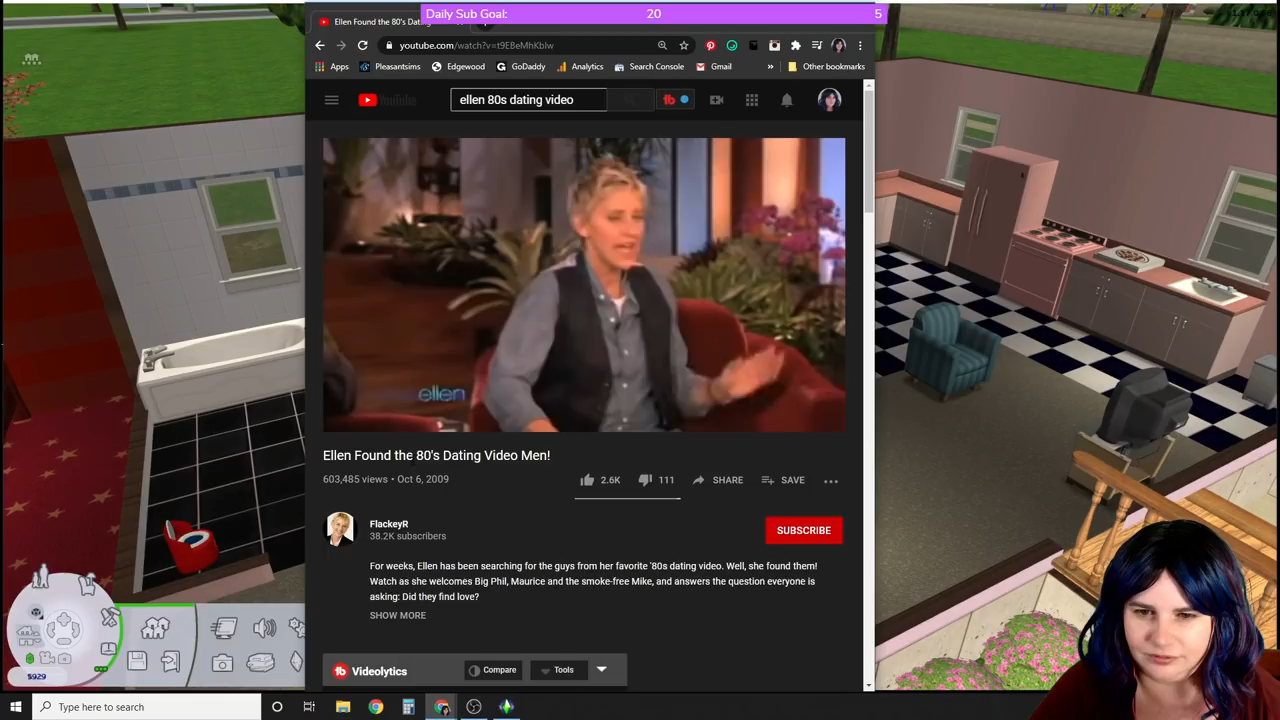 Daily Sub Goal: 20 5
Ellen Found the 80's Dating
youtube.com/watch?v=t9EBeMhKbIw
Apps Pleasantsims Edgewood GoDaddy Analytics Search Console Gmail » Other bookmarks
YouTube ellen 80s dating video tb
ellen
Ellen Found the 80's Dating Video Men!
603,485 views • Oct 6, 2009
2.6K 111 SHARE SAVE
FlackeyR
38.2K subscribers
SUBSCRIBE
For weeks, Ellen has been searching for the guys from her favorite '80s dating video. Well, she found them!
Watch as she welcomes Big Phil, Maurice and the smoke-free Mike, and answers the question everyone is
asking: Did they find love?
SHOW MORE
tb Videolytics Compare Tools
§929
Type here to search